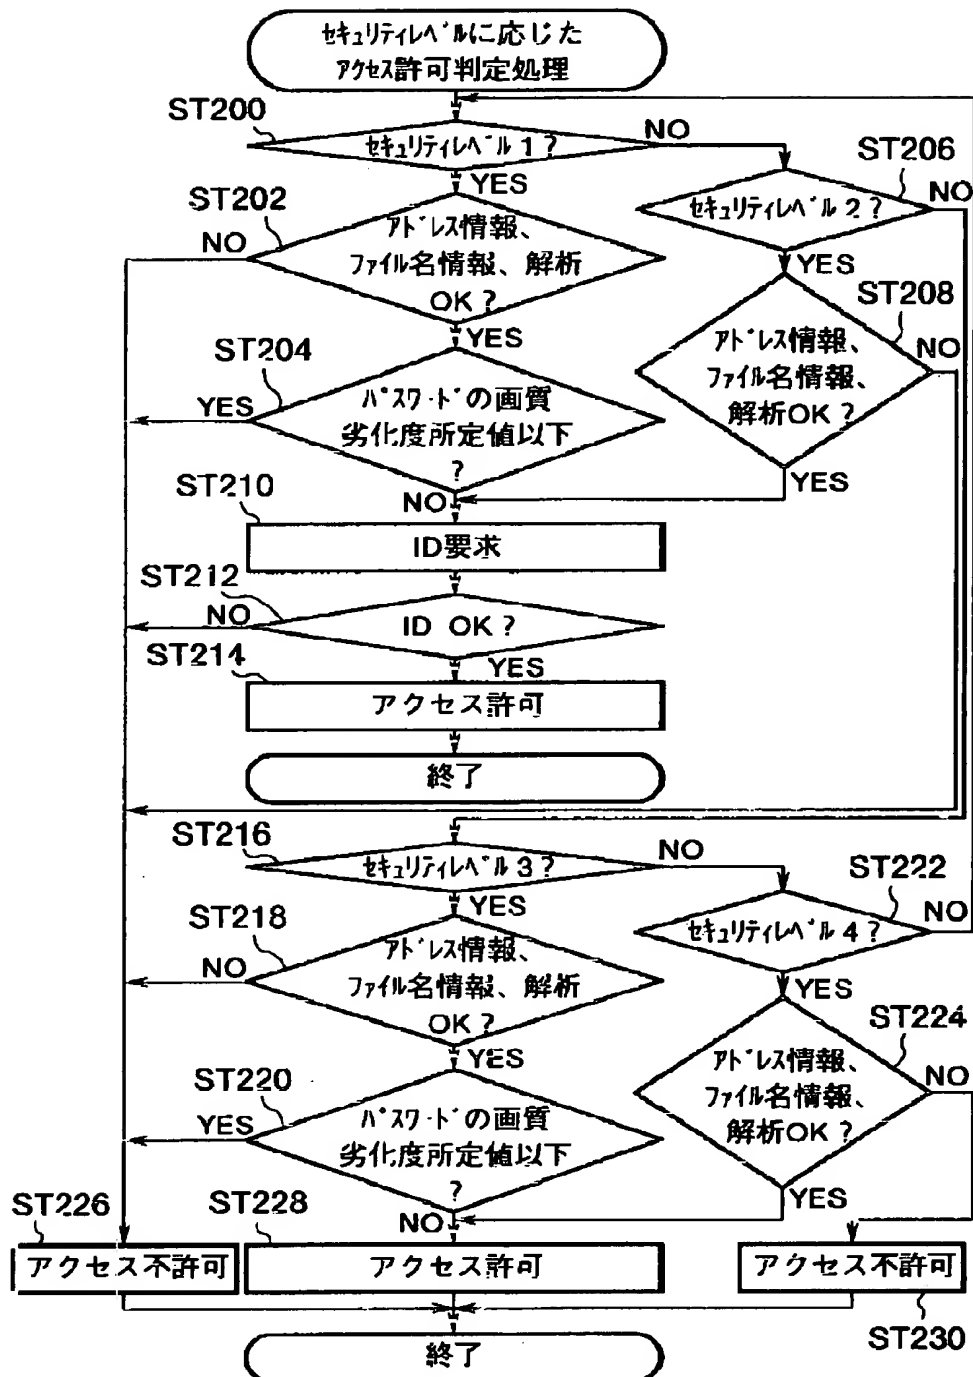 セキュリティレベルに応じた
アクセス許可判定処理
ST200
セキュリティレベル1?
NO
YES
ST206
セキュリティレベル2?
NO
YES
ST202
アドレス情報、
ファイル名情報、解析
OK?
NO
YES
ST208
アドレス情報、
ファイル名情報、
解析OK?
NO
YES
ST204
パスワードの画質
劣化度所定値以下
?
YES
NO
ST210
ID要求
ST212
ID OK?
NO
YES
ST214
アクセス許可
終了
ST216
セキュリティレベル3?
NO
YES
ST222
セキュリティレベル4?
NO
YES
ST218
アドレス情報、
ファイル名情報、解析
OK?
NO
YES
ST224
アドレス情報、
ファイル名情報、
解析OK?
NO
YES
ST220
パスワードの画質
劣化度所定値以下
?
YES
NO
ST226
アクセス不許可
ST228
アクセス許可
アクセス不許可
ST230
終了